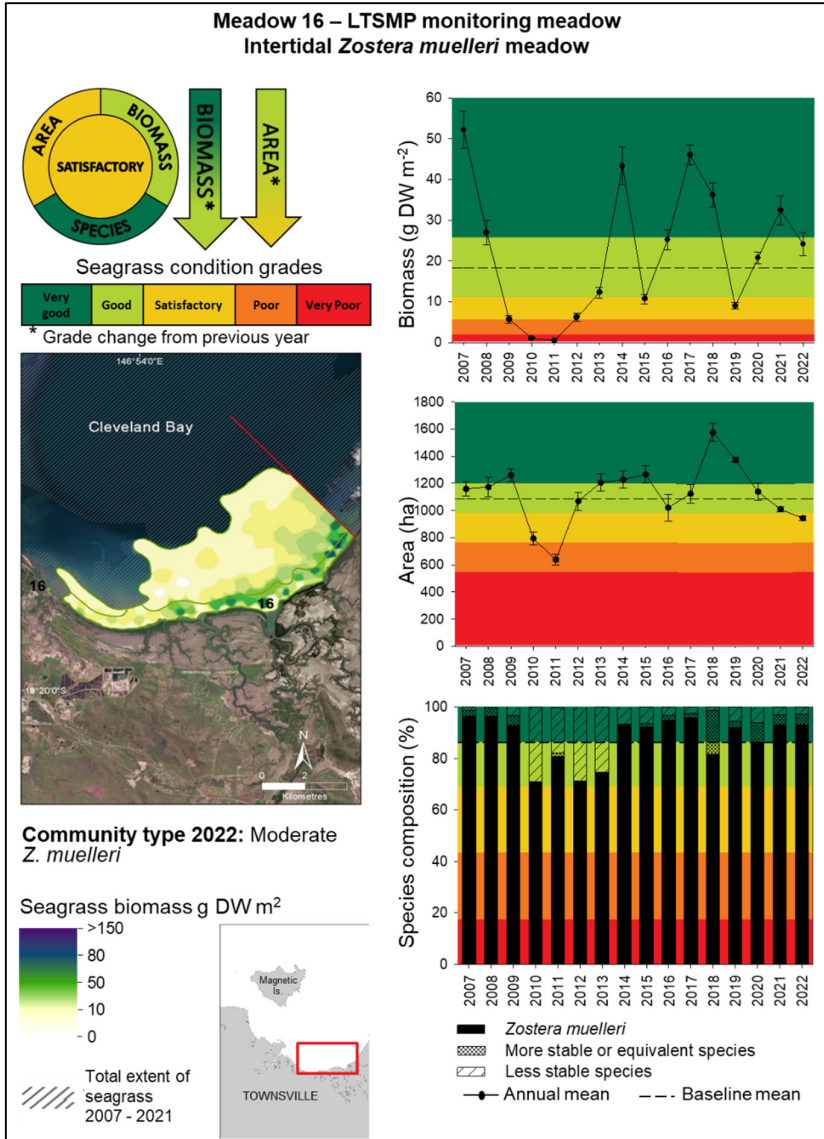 Meadow 16 – LTSMP monitoring meadow
Intertidal Zostera muelleri meadow
AREA
BIOMASS
SATISFACTORY
SPECIES
BIOMASS*
AREA*
Seagrass condition grades
Very good
Good
Satisfactory
Poor
Very Poor
* Grade change from previous year
146°54'0"E
Cleveland Bay
16
16
19°20'0"S
N
0 2
Kilometres
Community type 2022: Moderate
Z. muelleri
Seagrass biomass g DW m²
>150
80
50
10
0
Total extent of
seagrass
2007 - 2021
Magnetic
Is.
TOWNSVILLE
Biomass (g DW m⁻²)
60
50
40
30
20
10
0
2007 2008 2009 2010 2011 2012 2013 2014 2015 2016 2017 2018 2019 2020 2021 2022
Area (ha)
1800
1600
1400
1200
1000
800
600
400
200
0
2007 2008 2009 2010 2011 2012 2013 2014 2015 2016 2017 2018 2019 2020 2021 2022
Species composition (%)
100
80
60
40
20
0
2007 2008 2009 2010 2011 2012 2013 2014 2015 2016 2017 2018 2019 2020 2021 2022
Zostera muelleri
More stable or equivalent species
Less stable species
Annual mean
Baseline mean